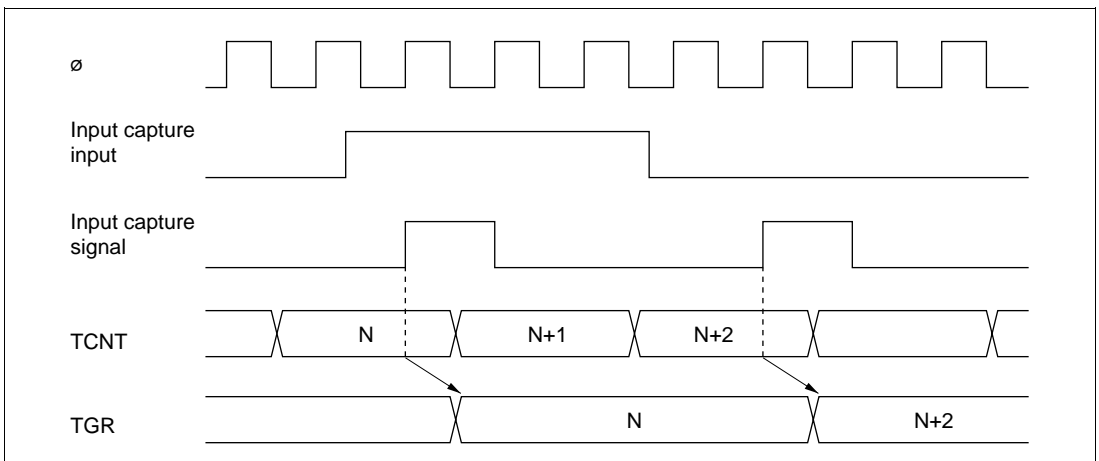 ø
Input capture
input
Input capture
signal
TCNT N N+1 N+2
TGR N N+2